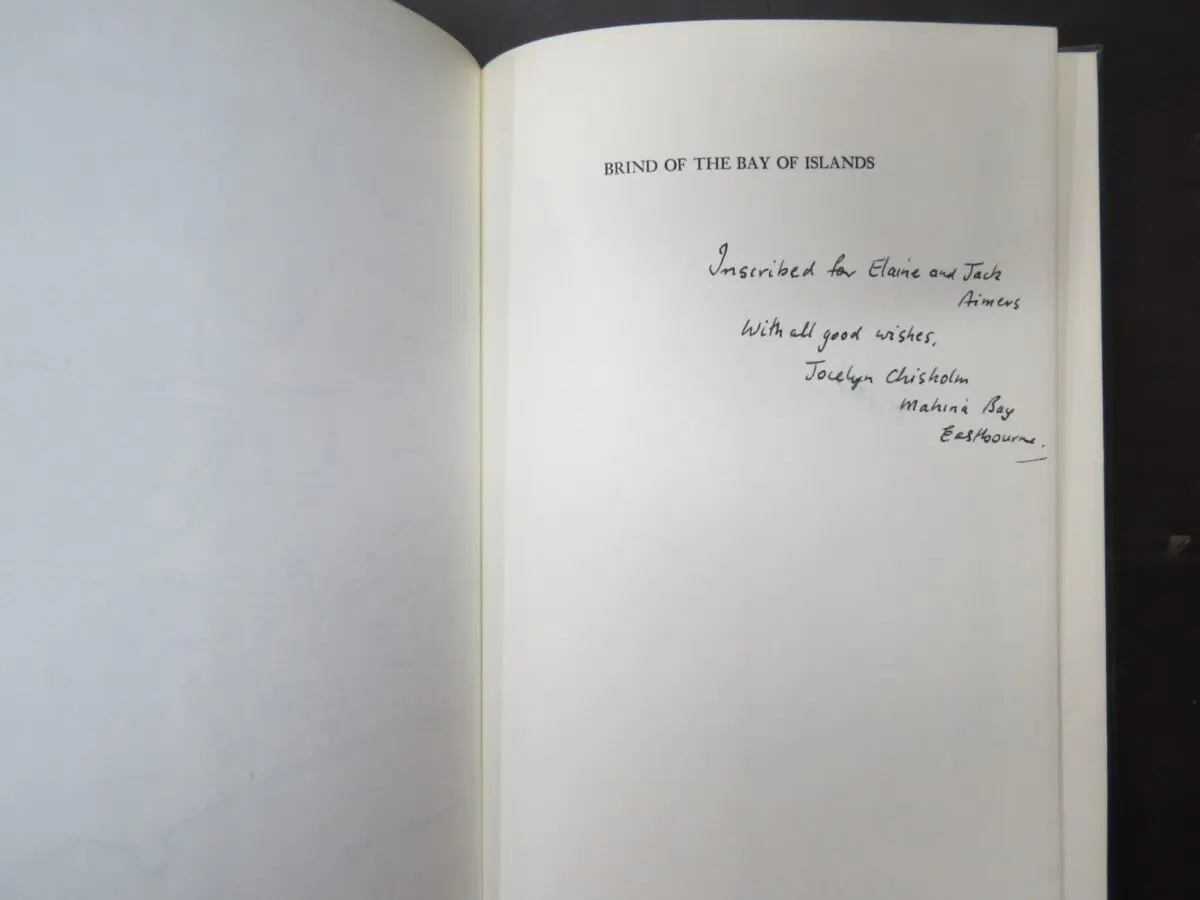 BRIND OF THE BAY OF ISLANDS
Inscribed for Elaine and Jack
Aimers
With all good wishes,
Jocelyn Chisholm
Mahina Bay
Eastbourne.